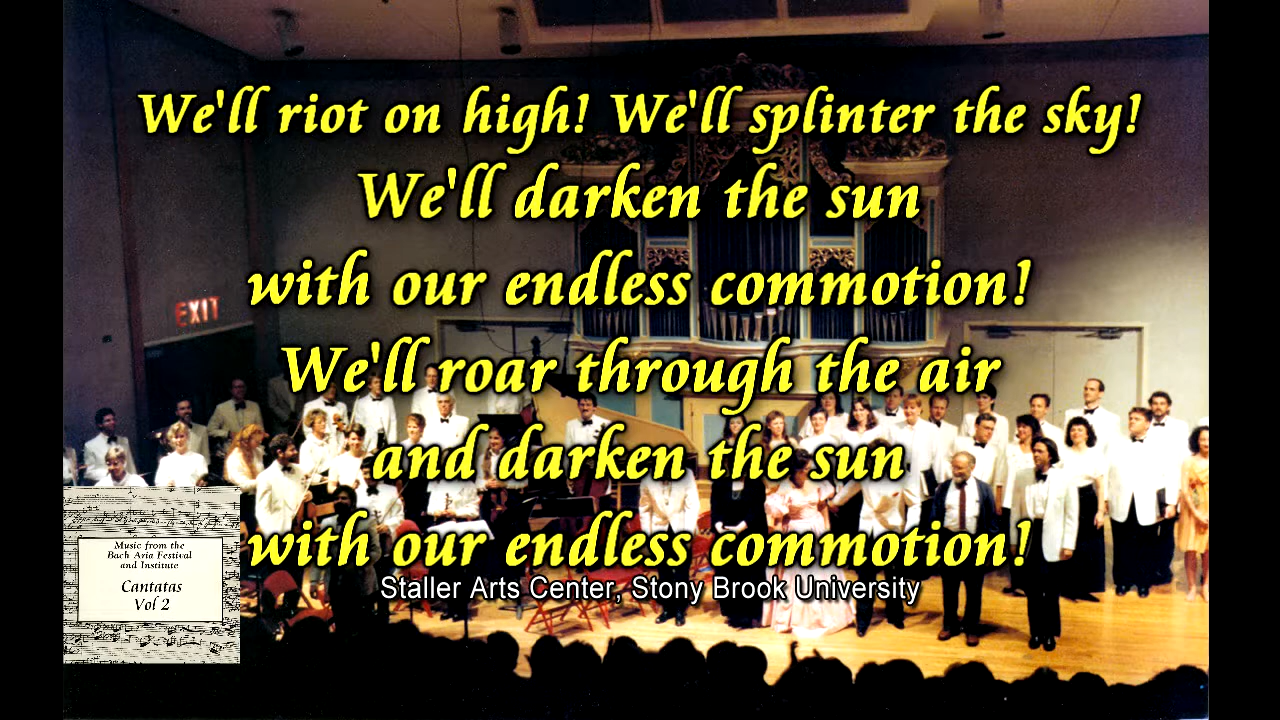 We'll riot on high! We'll splinter the sky!
We'll darken the sun
with our endless commotion!
EXIT
We'll roar through the air
and darken the sun
with our endless commotion!
Music from the
Bach Aria Festival
and Institute
Cantatas
Vol 2
Staller Arts Center, Stony Brook University